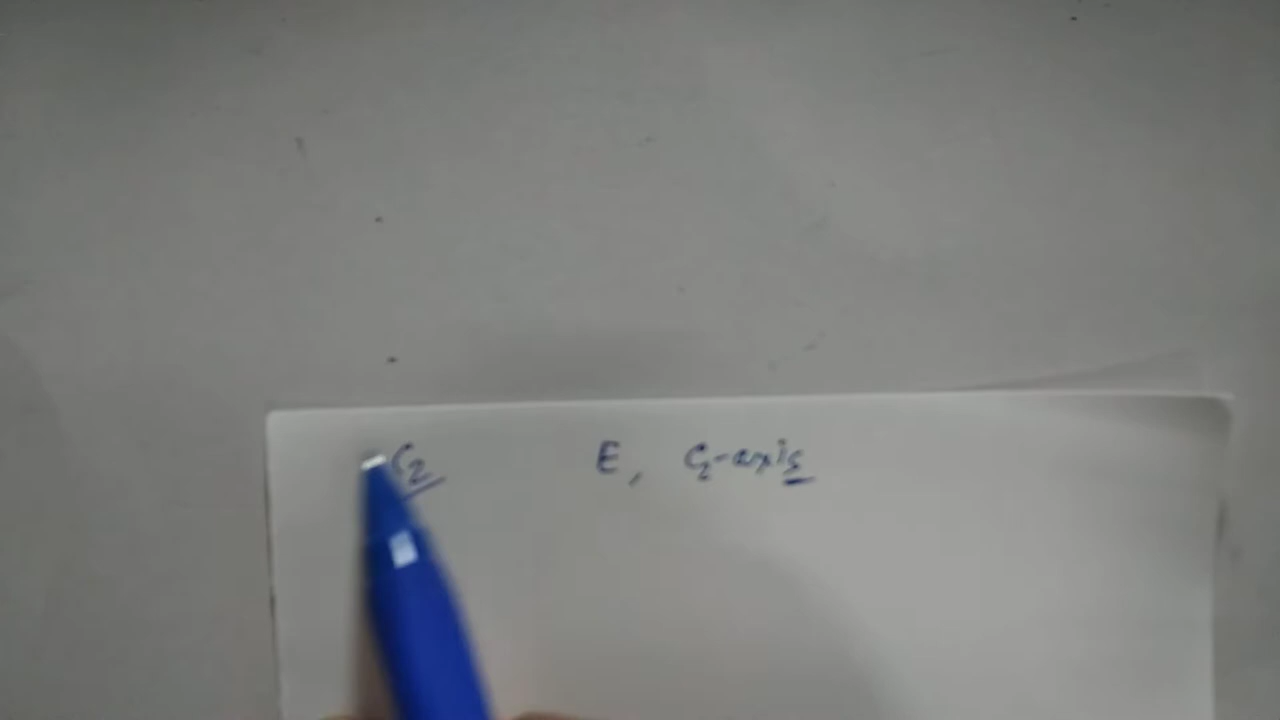 C₂ E, C₂-axis